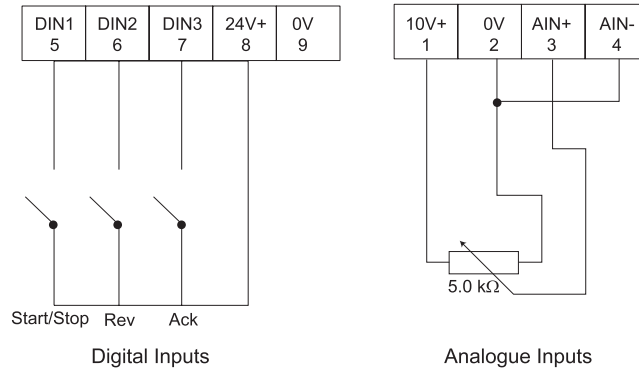 DIN1 DIN2 DIN3 24V+ 0V
5 6 7 8 9
Start/Stop Rev Ack
Digital Inputs
10V+ 0V AIN+ AIN-
1 2 3 4
5.0 kΩ
Analogue Inputs